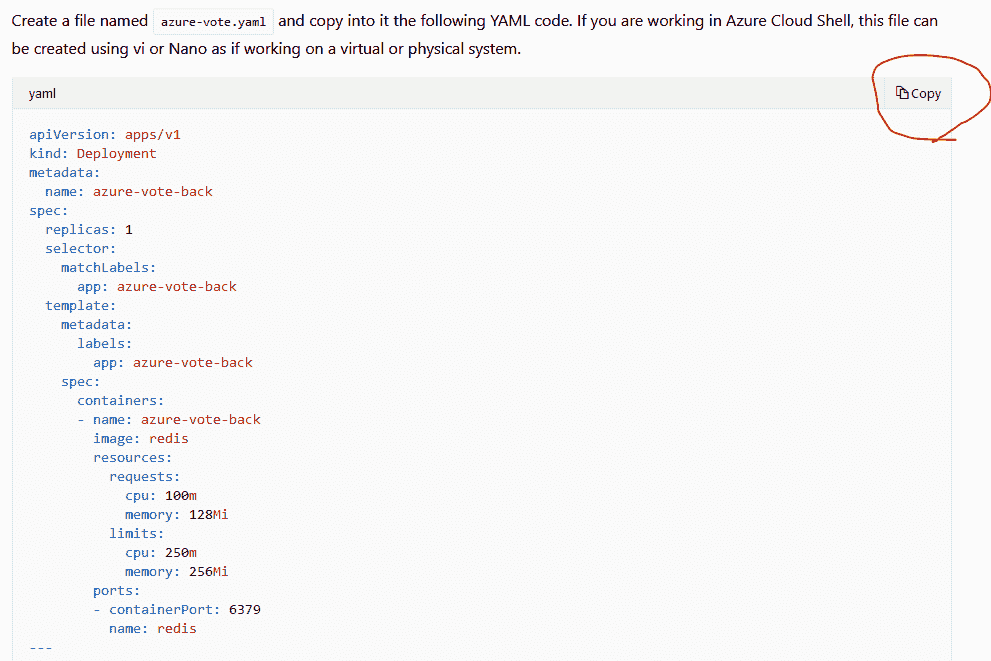 Create a file named azure-vote.yaml and copy into it the following YAML code. If you are working in Azure Cloud Shell, this file can
be created using vi or Nano as if working on a virtual or physical system.
yaml
Copy
apiVersion: apps/v1
kind: Deployment
metadata:
  name: azure-vote-back
spec:
  replicas: 1
  selector:
    matchLabels:
      app: azure-vote-back
  template:
    metadata:
      labels:
        app: azure-vote-back
    spec:
      containers:
      - name: azure-vote-back
        image: redis
        resources:
          requests:
            cpu: 100m
            memory: 128Mi
          limits:
            cpu: 250m
            memory: 256Mi
        ports:
        - containerPort: 6379
          name: redis
---